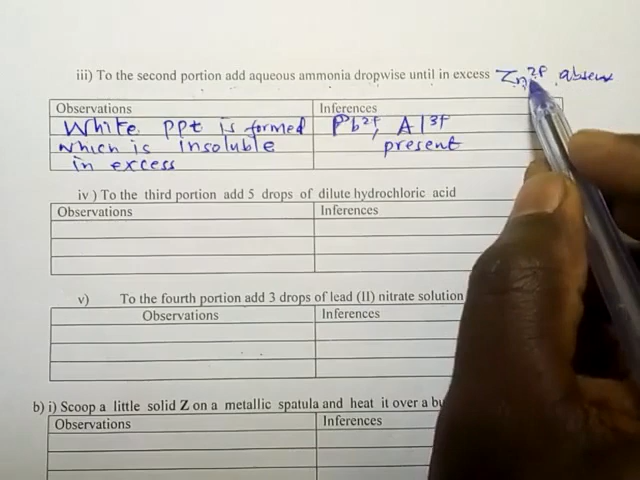 iii) To the second portion add aqueous ammonia dropwise until in excess Zn2+ absent
Observations Inferences
White ppt is formed Pb2+, Al3+
which is insoluble present
in excess
iv ) To the third portion add 5 drops of dilute hydrochloric acid
Observations Inferences
v) To the fourth portion add 3 drops of lead (II) nitrate solution
Observations Inferences
b) i) Scoop a little solid Z on a metallic spatula and heat it over a bu
Observations Inferences